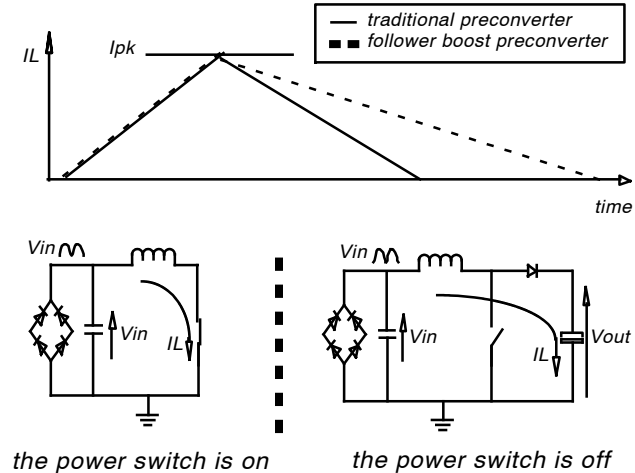 traditional preconverter
follower boost preconverter
IL
Ipk
time
Vin
Vin
IL
Vin
Vin
IL
Vout
the power switch is on
the power switch is off